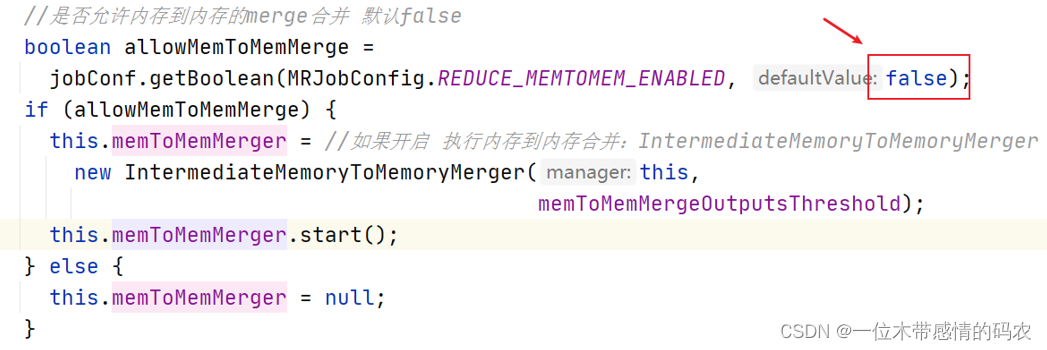 //是否允许内存到内存的merge合并 默认false
boolean allowMemToMemMerge =
jobConf.getBoolean(MRJobConfig.REDUCE_MEMTOMEM_ENABLED, defaultValue: false);
if (allowMemToMemMerge) {
this.memToMemMerger = //如果开启 执行内存到内存合并：IntermediateMemoryToMemoryMerger
new IntermediateMemoryToMemoryMerger( manager: this,
memToMemMergeOutputsThreshold);
this.memToMemMerger.start();
} else {
this.memToMemMerger = null;
}
CSDN @一位木带感情的码农